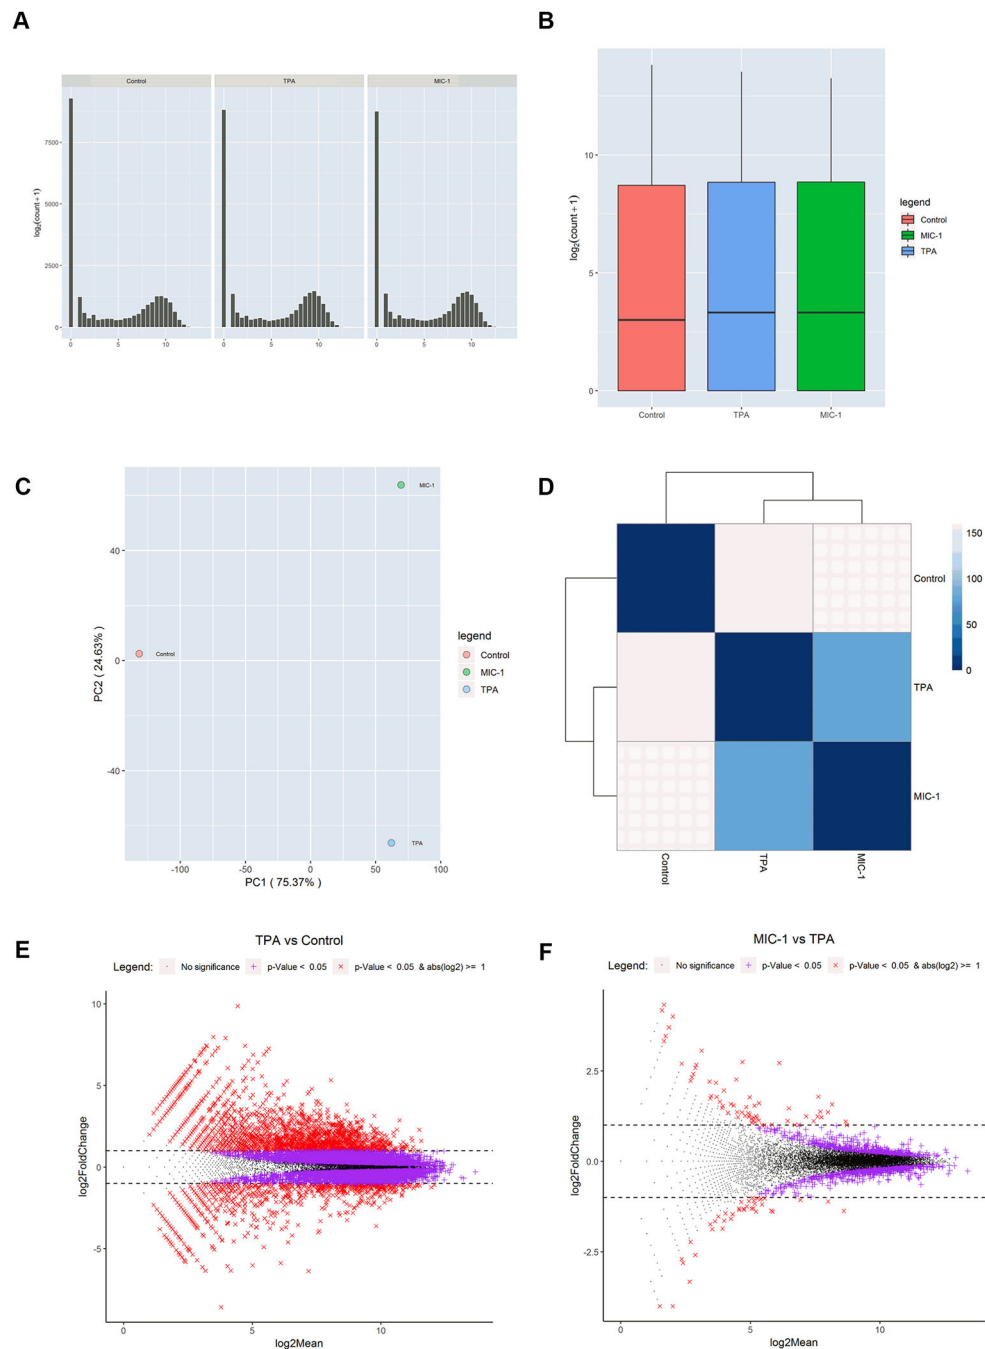 A
Control
TPA
MIC-1
log2(count+1)
7500
5000
2500
0
0
5
10
0
5
10
0
5
10
B
log2(count+1)
10
5
0
Control
TPA
MIC-1
legend
Control
MIC-1
TPA
C
PC2 ( 24.63% )
40
0
-40
MIC-1
Control
TPA
-100
-50
0
50
100
PC1 ( 75.37% )
legend
Control
MIC-1
TPA
D
Control
TPA
MIC-1
Control
TPA
MIC-1
150
100
50
0
E
TPA vs Control
Legend: No significance p-Value < 0.05 p-Value < 0.05 & abs(log2) >= 1
log2FoldChange
10
5
0
-5
0
5
10
log2Mean
F
MIC-1 vs TPA
Legend: No significance p-Value < 0.05 p-Value < 0.05 & abs(log2) >= 1
log2FoldChange
2.5
0.0
-2.5
0
5
10
log2Mean